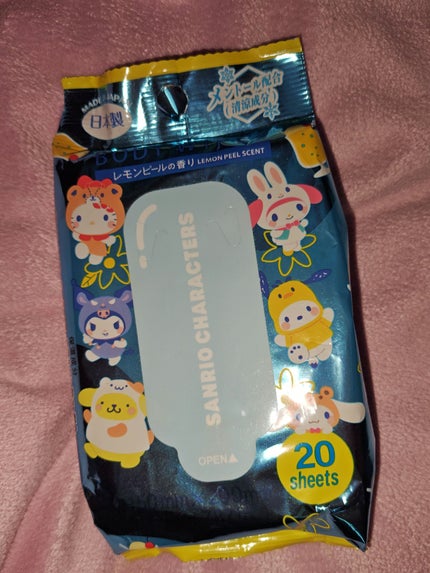 MADE IN JAPAN
日本製
メントール配合
(清涼成分)
BODY
レモンピールの香り LEMON PEEL SCENT
SANRIO CHARACTERS
OPEN▲
20
sheets